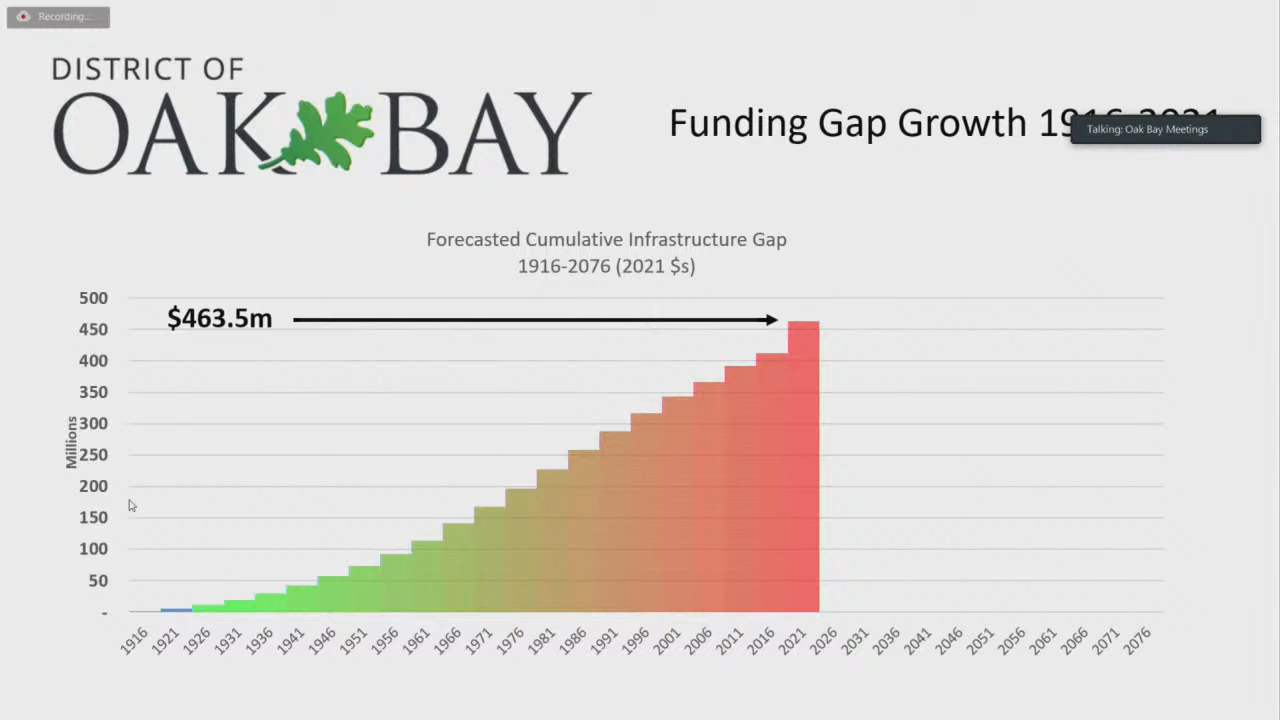 Recording...
DISTRICT OF
OAK BAY
Funding Gap Growth
Talking: Oak Bay Meetings
Forecasted Cumulative Infrastructure Gap
1916-2076 (2021 $s)
$463.5m
Millions
500
450
400
350
300
250
200
150
100
50
-
1916 1921 1926 1931 1936 1941 1946 1951 1956 1961 1966 1971 1976 1981 1986 1991 1996 2001 2006 2011 2016 2021 2026 2031 2036 2041 2046 2051 2056 2061 2066 2071 2076